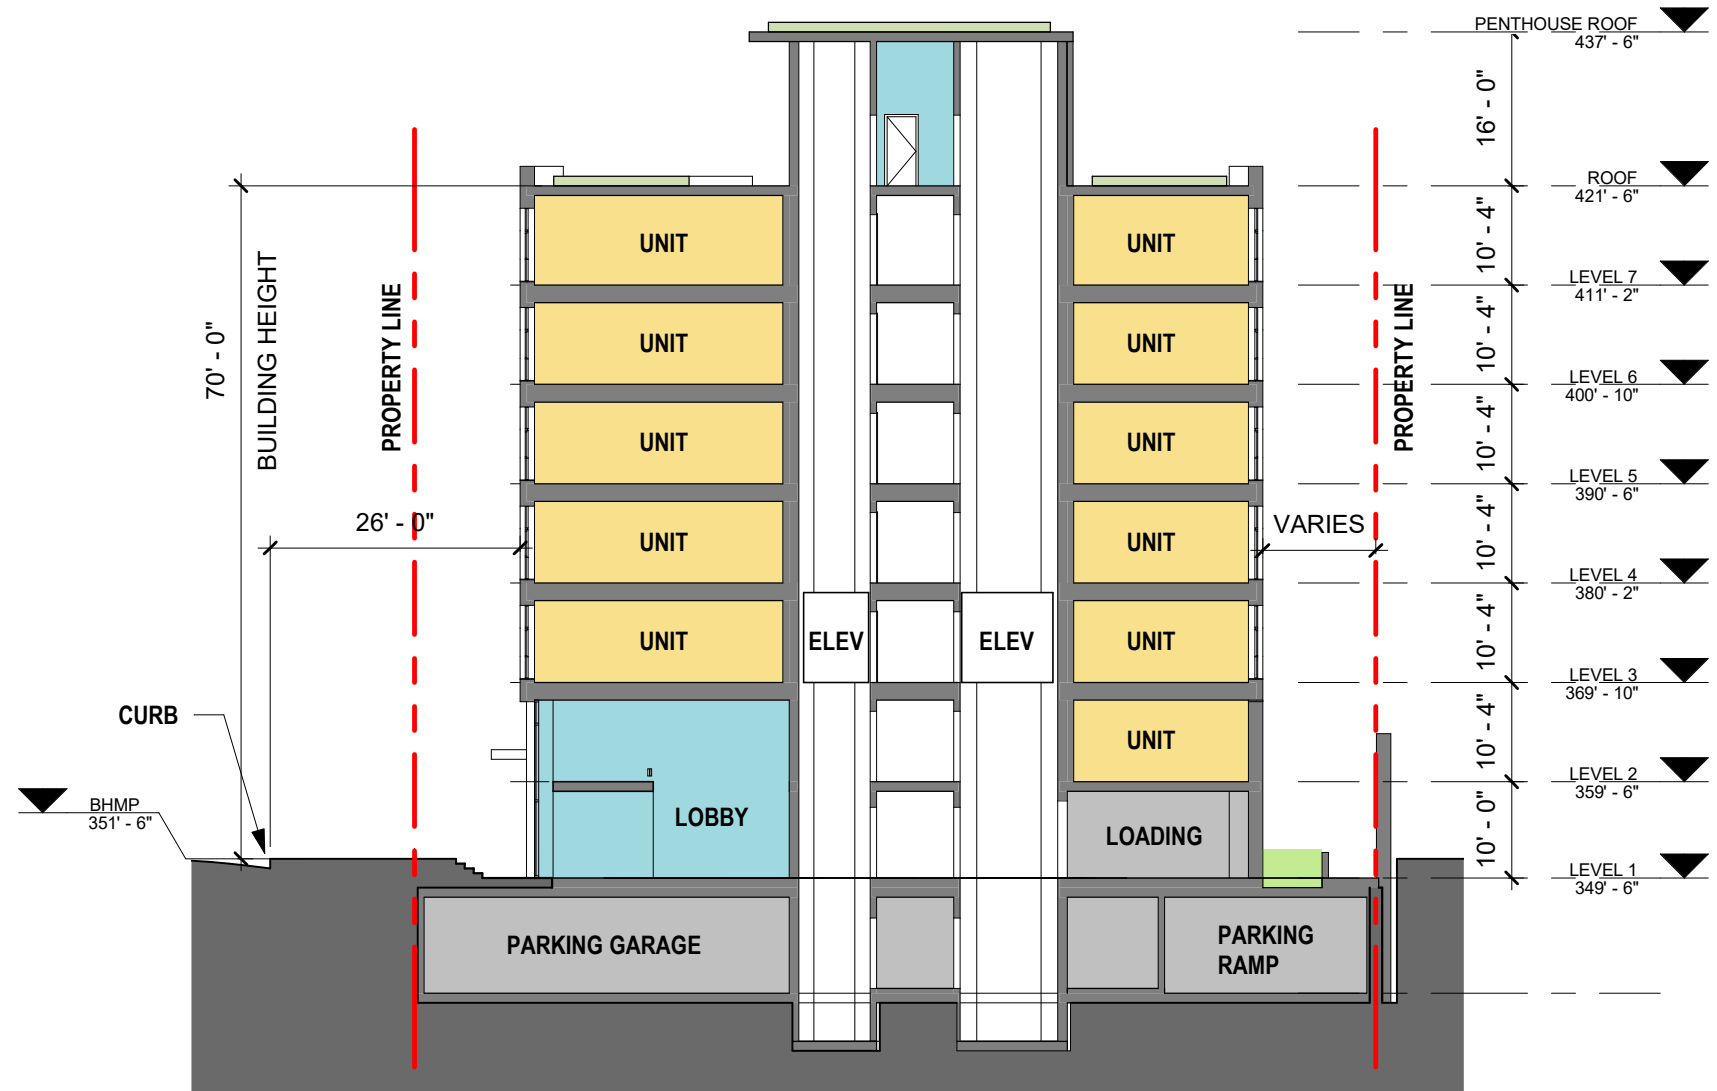 PENTHOUSE ROOF
437' - 6"
16' - 0"
ROOF
421' - 6"
UNIT
UNIT
10' - 4"
LEVEL 7
411' - 2"
70' - 0"
BUILDING HEIGHT
PROPERTY LINE
UNIT
UNIT
PROPERTY LINE
10' - 4"
LEVEL 6
400' - 10"
UNIT
UNIT
10' - 4"
LEVEL 5
390' - 6"
26' - 0"
UNIT
UNIT
VARIES
10' - 4"
LEVEL 4
380' - 2"
UNIT
ELEV
ELEV
UNIT
10' - 4"
LEVEL 3
369' - 10"
CURB
UNIT
10' - 4"
LEVEL 2
359' - 6"
BHMP
351' - 6"
LOBBY
LOADING
10' - 0"
LEVEL 1
349' - 6"
PARKING GARAGE
PARKING
RAMP